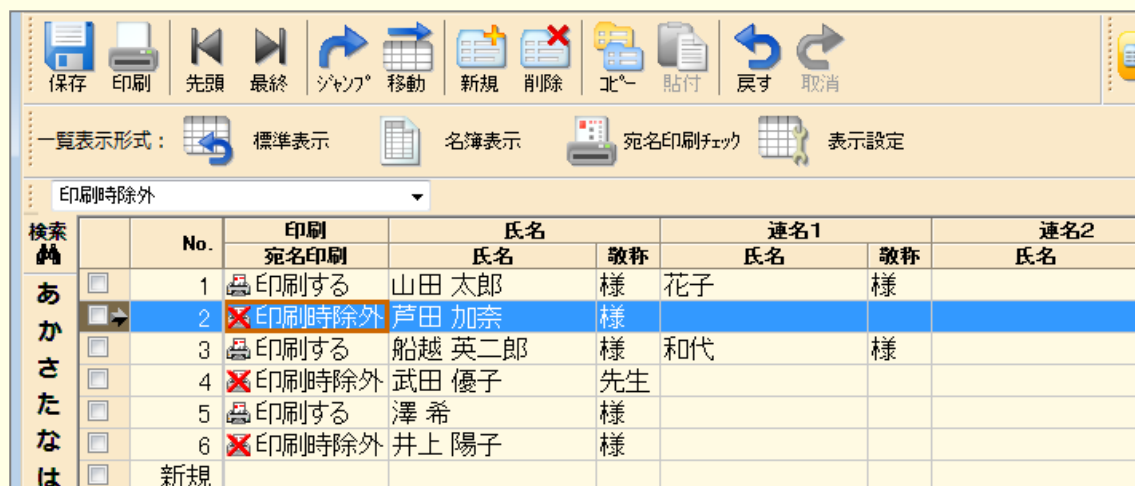 保存 印刷 先頭 最終 ジャンプ 移動 新規 削除 コピー 貼付 戻す 取消
一覧表示形式： 標準表示 名簿表示 宛名印刷チェック 表示設定
印刷時除外
検索 No. 印刷 氏名 連名1 連名2
宛名印刷 氏名 敬称 氏名 敬称 氏名
あ 1 印刷する 山田 太郎 様 花子 様
か 2 印刷時除外 芦田 加奈 様
さ 3 印刷する 船越 英二郎 様 和代 様
た 4 印刷時除外 武田 優子 先生
な 5 印刷する 澤 希 様
は 6 印刷時除外 井上 陽子 様
新規